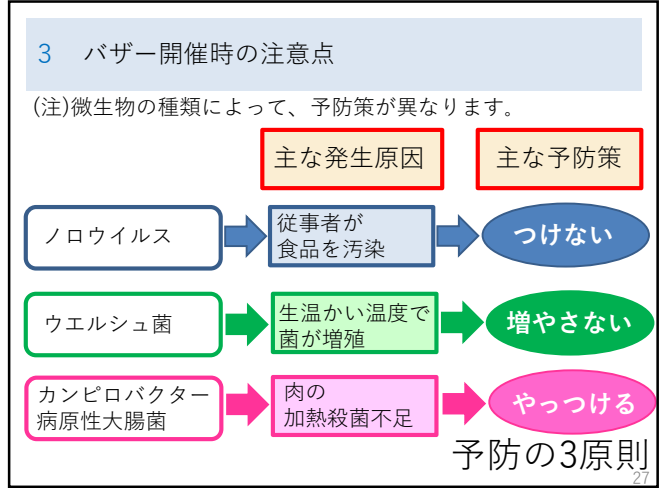 3 バザー開催時の注意点
(注)微生物の種類によって、予防策が異なります。
主な発生原因
主な予防策
ノロウイルス
従事者が
食品を汚染
つけない
ウエルシュ菌
生温かい温度で
菌が増殖
増やさない
カンピロバクター
病原性大腸菌
肉の
加熱殺菌不足
やっつける
予防の3原則
27